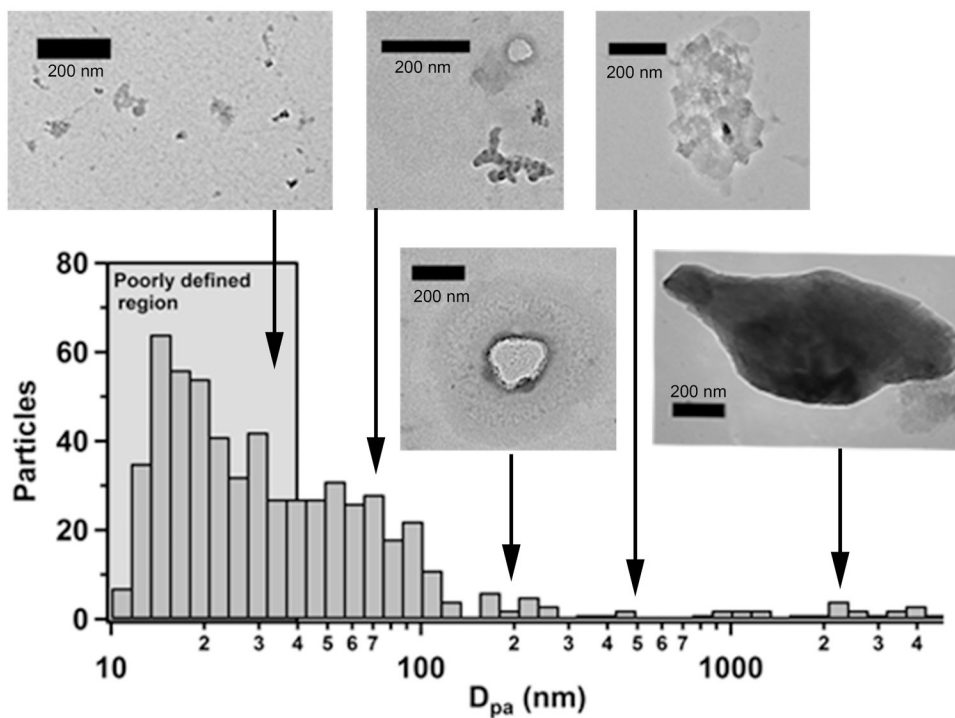 200 nm
200 nm
200 nm
200 nm
200 nm
Poorly defined
region
80
60
40
20
0
Particles
10 2 3 4 5 6 7 100 2 3 4 5 6 7 1000 2 3 4
D_pa (nm)